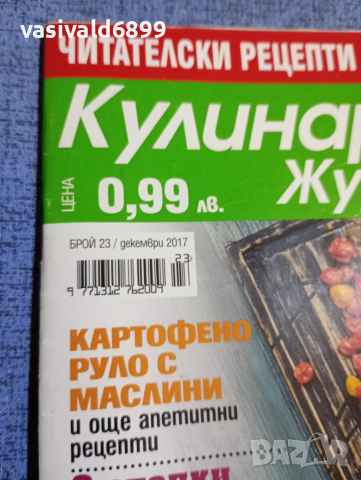 vasivald6899
ЧИТАТЕЛСКИ РЕЦЕПТИ
Кулинар
Жу
ЦЕНА
0,99 лв.
БРОЙ 23 / декември 2017
23
9 771312 762009
КАРТОФЕНО
РУЛО С
МАСЛИНИ
и още апетитни
рецепти
BAZAR